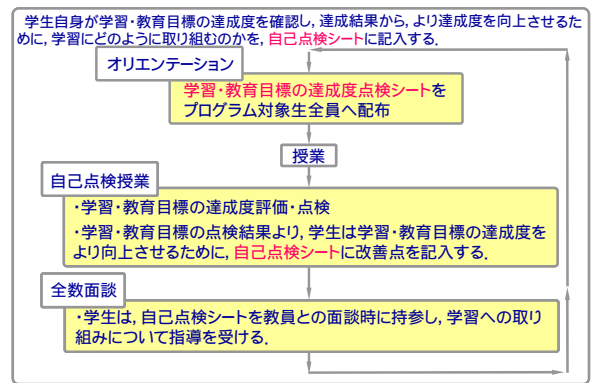 学生自身が学習・教育目標の達成度を確認し, 達成結果から, より達成度を向上させるた
めに, 学習にどのように取り組むのかを, 自己点検シートに記入する.
オリエンテーション
学習・教育目標の達成度点検シートを
プログラム対象生全員へ配布
授業
自己点検授業
・学習・教育目標の達成度評価・点検
・学習・教育目標の点検結果より, 学生は学習・教育目標の達成度を
より向上させるために, 自己点検シートに改善点を記入する.
全数面談
・学生は, 自己点検シートを教員との面談時に持参し, 学習への取り
組みについて指導を受ける.